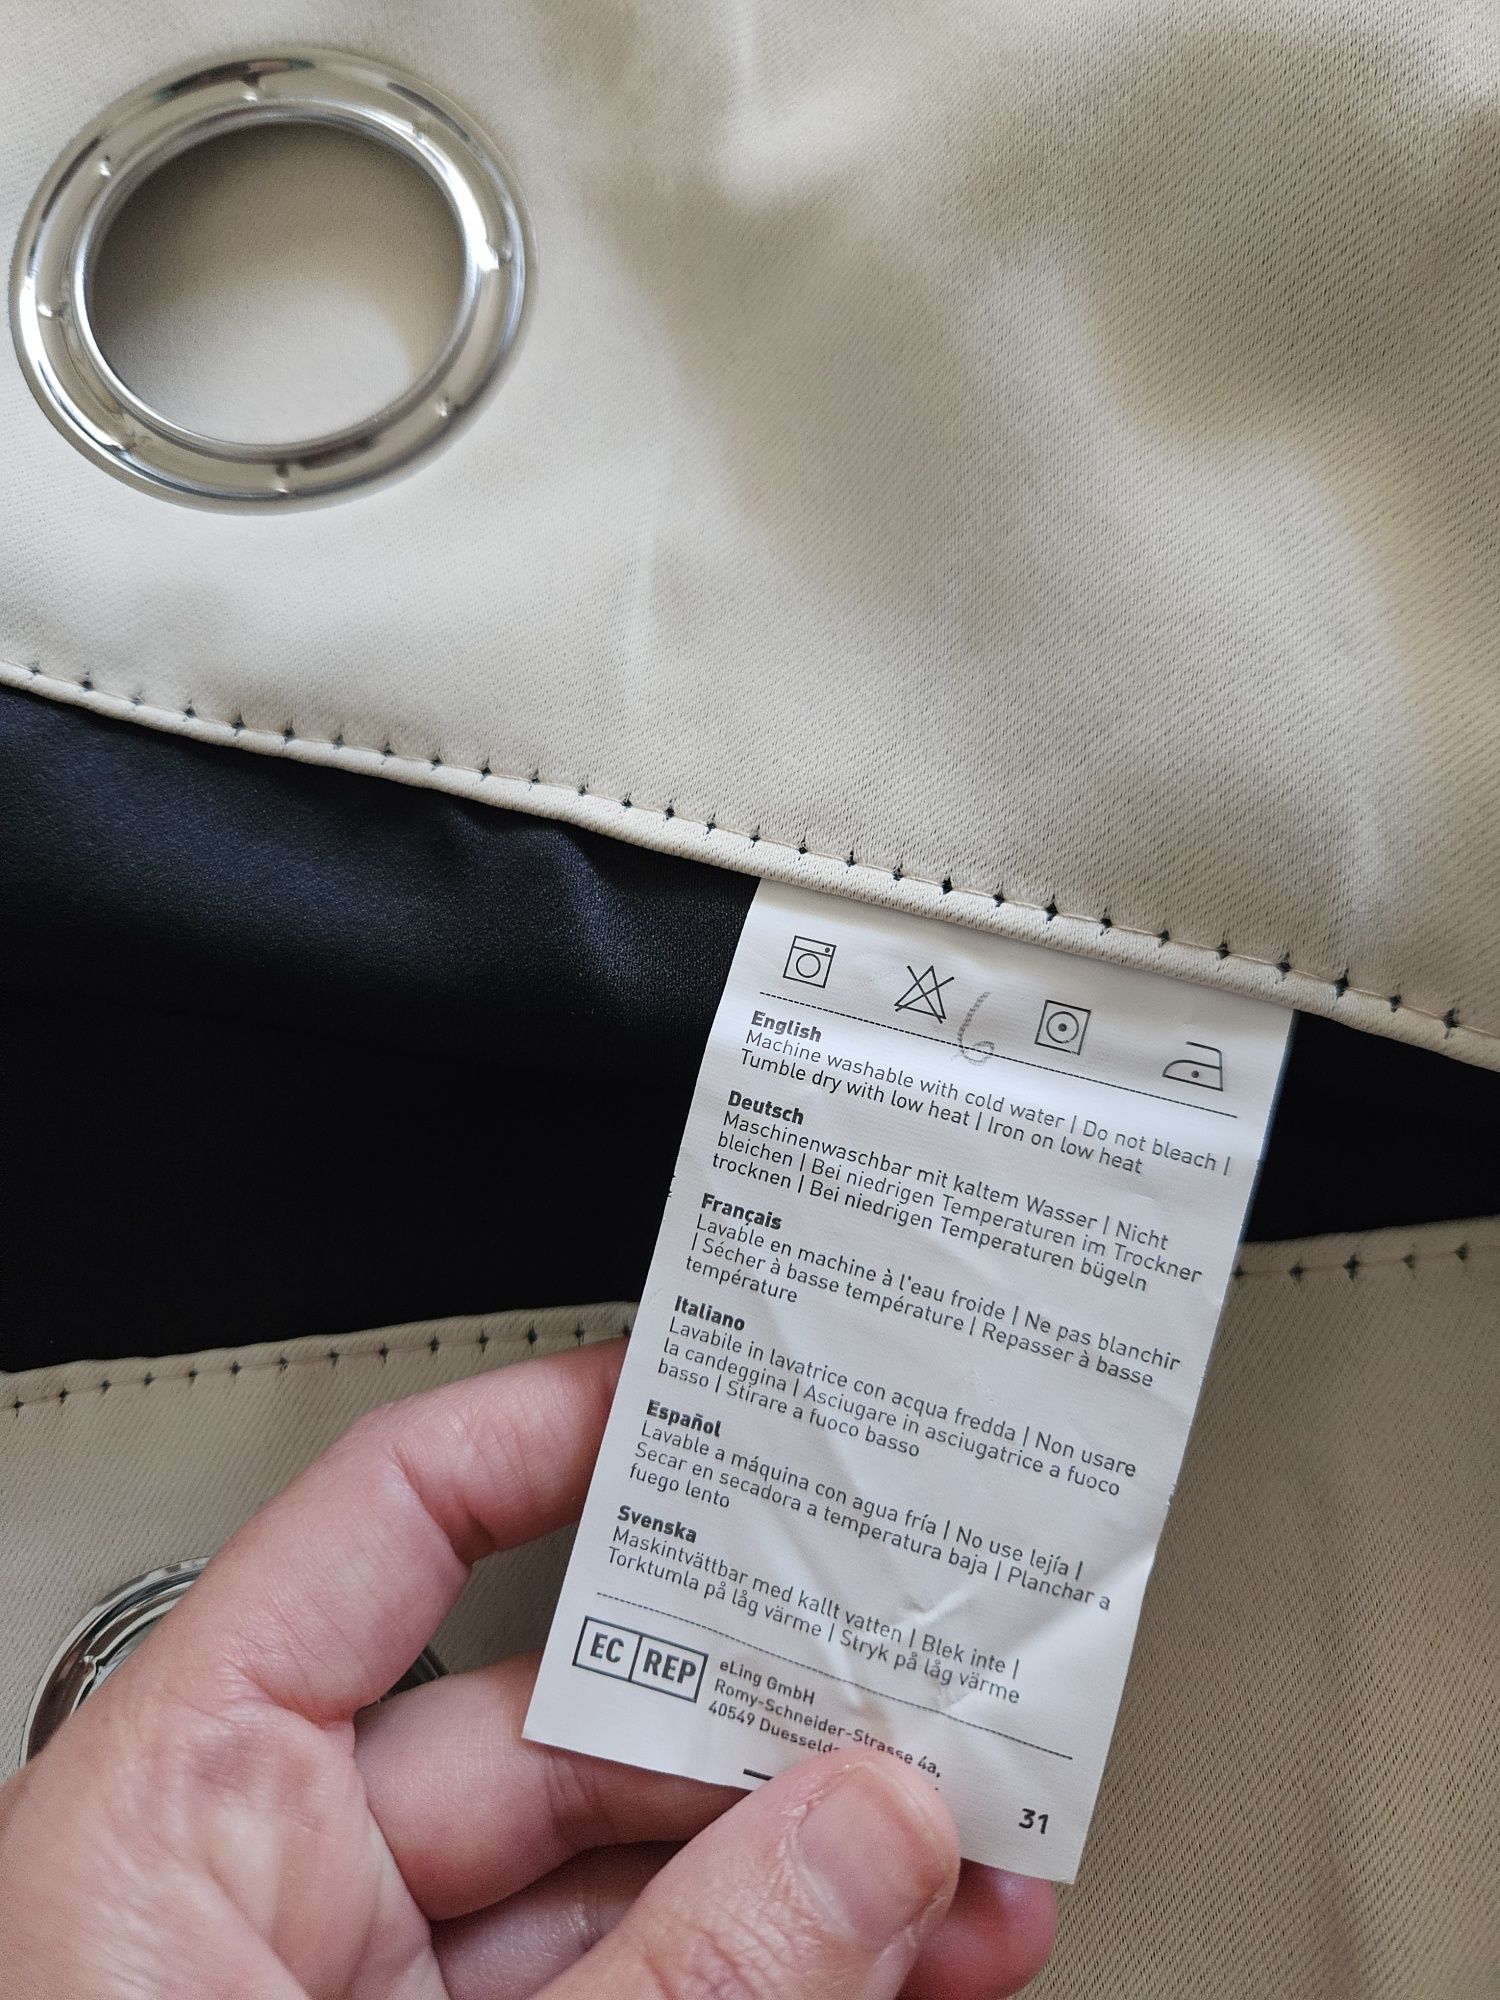 6
English
Machine washable with cold water | Do not bleach |
Tumble dry with low heat | Iron on low heat
Deutsch
Maschinenwaschbar mit kaltem Wasser | Nicht
bleichen | Bei niedrigen Temperaturen im Trockner
trocknen | Bei niedrigen Temperaturen bügeln
Français
Lavable en machine à l'eau froide | Ne pas blanchir
| Sécher à basse température | Repasser à basse
température
Italiano
Lavabile in lavatrice con acqua fredda | Non usare
la candeggina | Asciugare in asciugatrice a fuoco
basso | Stirare a fuoco basso
Español
Lavable a máquina con agua fría | No use lejía |
Secar en secadora a temperatura baja | Planchar a
fuego lento
Svenska
Maskintvättbar med kallt vatten | Blek inte |
Torktumla på låg värme | Stryk på låg värme
EC REP
eLing GmbH
Romy-Schneider-Strasse 4a,
40549
31